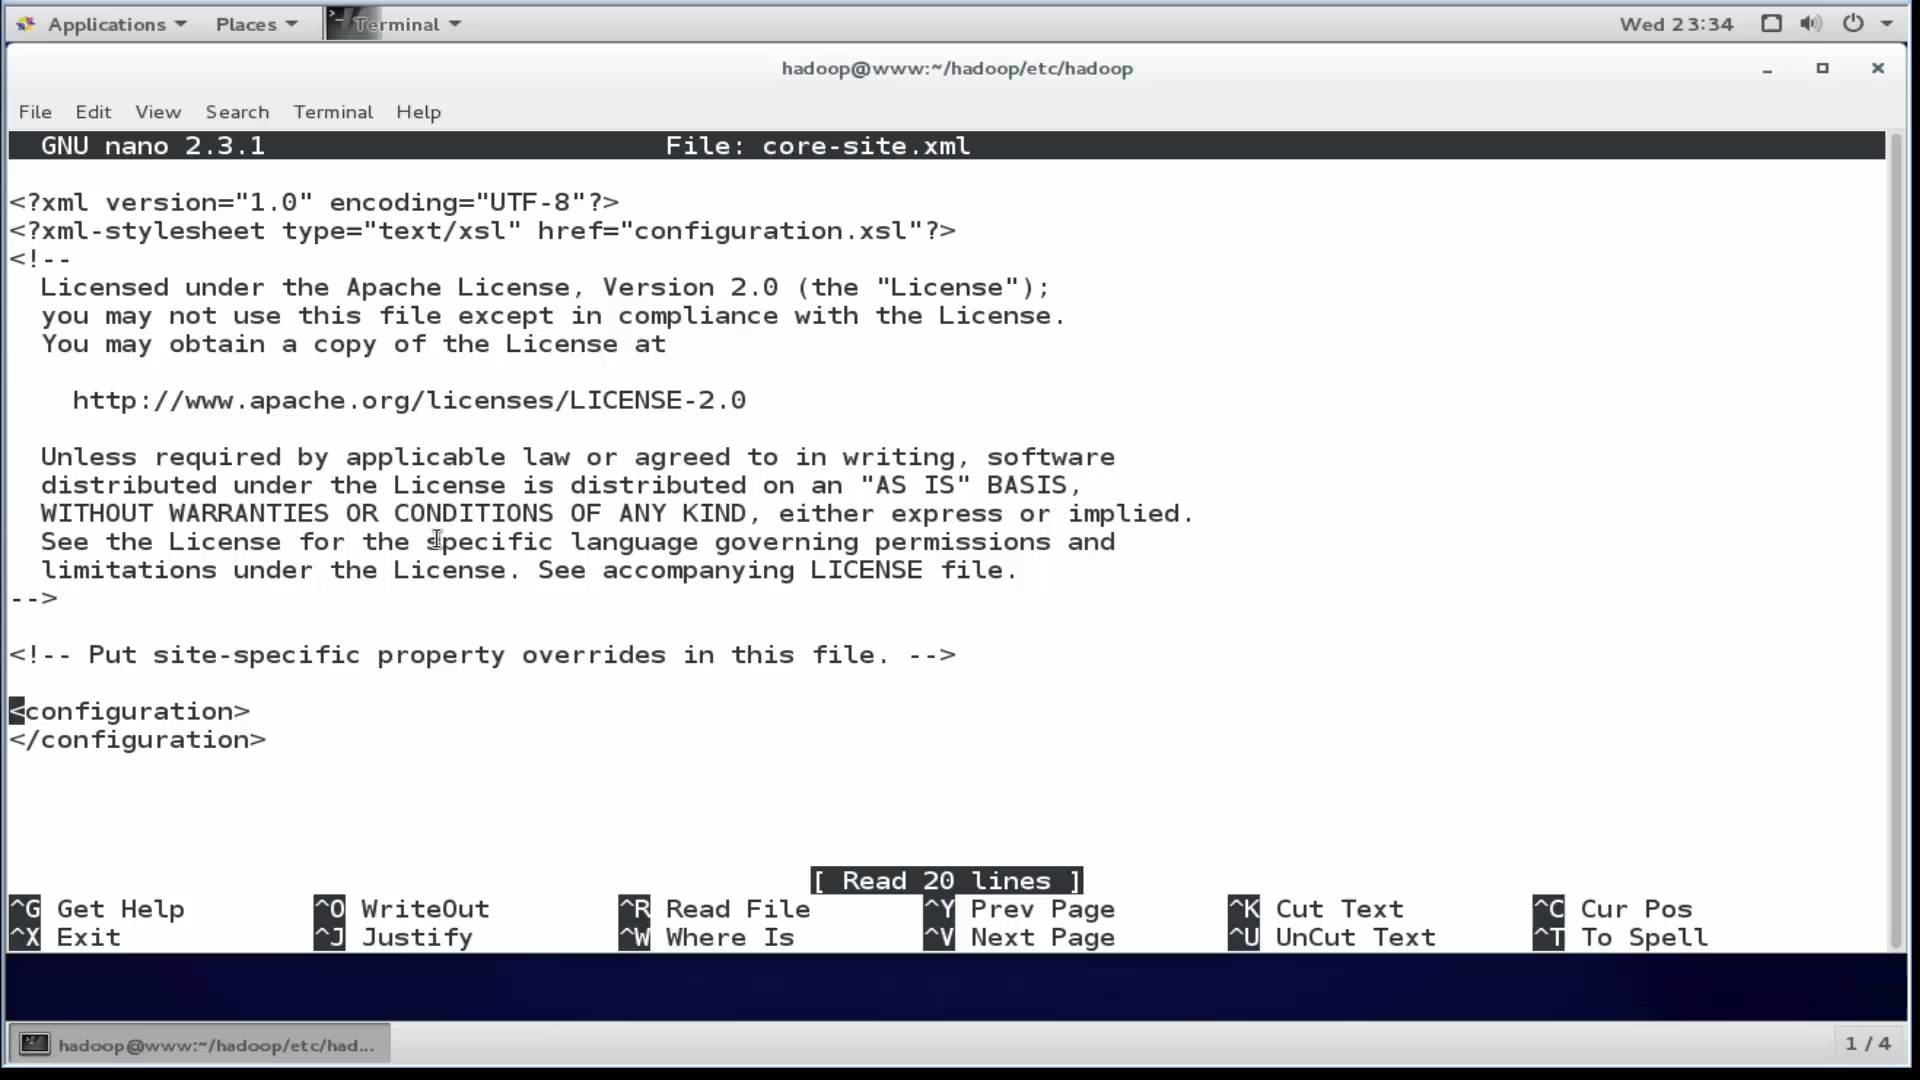 Applications Places Terminal Wed 23:34
hadoop@www:~/hadoop/etc/hadoop
File Edit View Search Terminal Help
GNU nano 2.3.1 File: core-site.xml
<?xml version="1.0" encoding="UTF-8"?>
<?xml-stylesheet type="text/xsl" href="configuration.xsl"?>
<!--
Licensed under the Apache License, Version 2.0 (the "License");
you may not use this file except in compliance with the License.
You may obtain a copy of the License at
http://www.apache.org/licenses/LICENSE-2.0
Unless required by applicable law or agreed to in writing, software
distributed under the License is distributed on an "AS IS" BASIS,
WITHOUT WARRANTIES OR CONDITIONS OF ANY KIND, either express or implied.
See the License for the specific language governing permissions and
limitations under the License. See accompanying LICENSE file.
-->
<!-- Put site-specific property overrides in this file. -->
<configuration>
</configuration>
[ Read 20 lines ]
^G Get Help ^O WriteOut ^R Read File ^Y Prev Page ^K Cut Text ^C Cur Pos
^X Exit ^J Justify ^W Where Is ^V Next Page ^U UnCut Text ^T To Spell
hadoop@www:~/hadoop/etc/had... 1 / 4